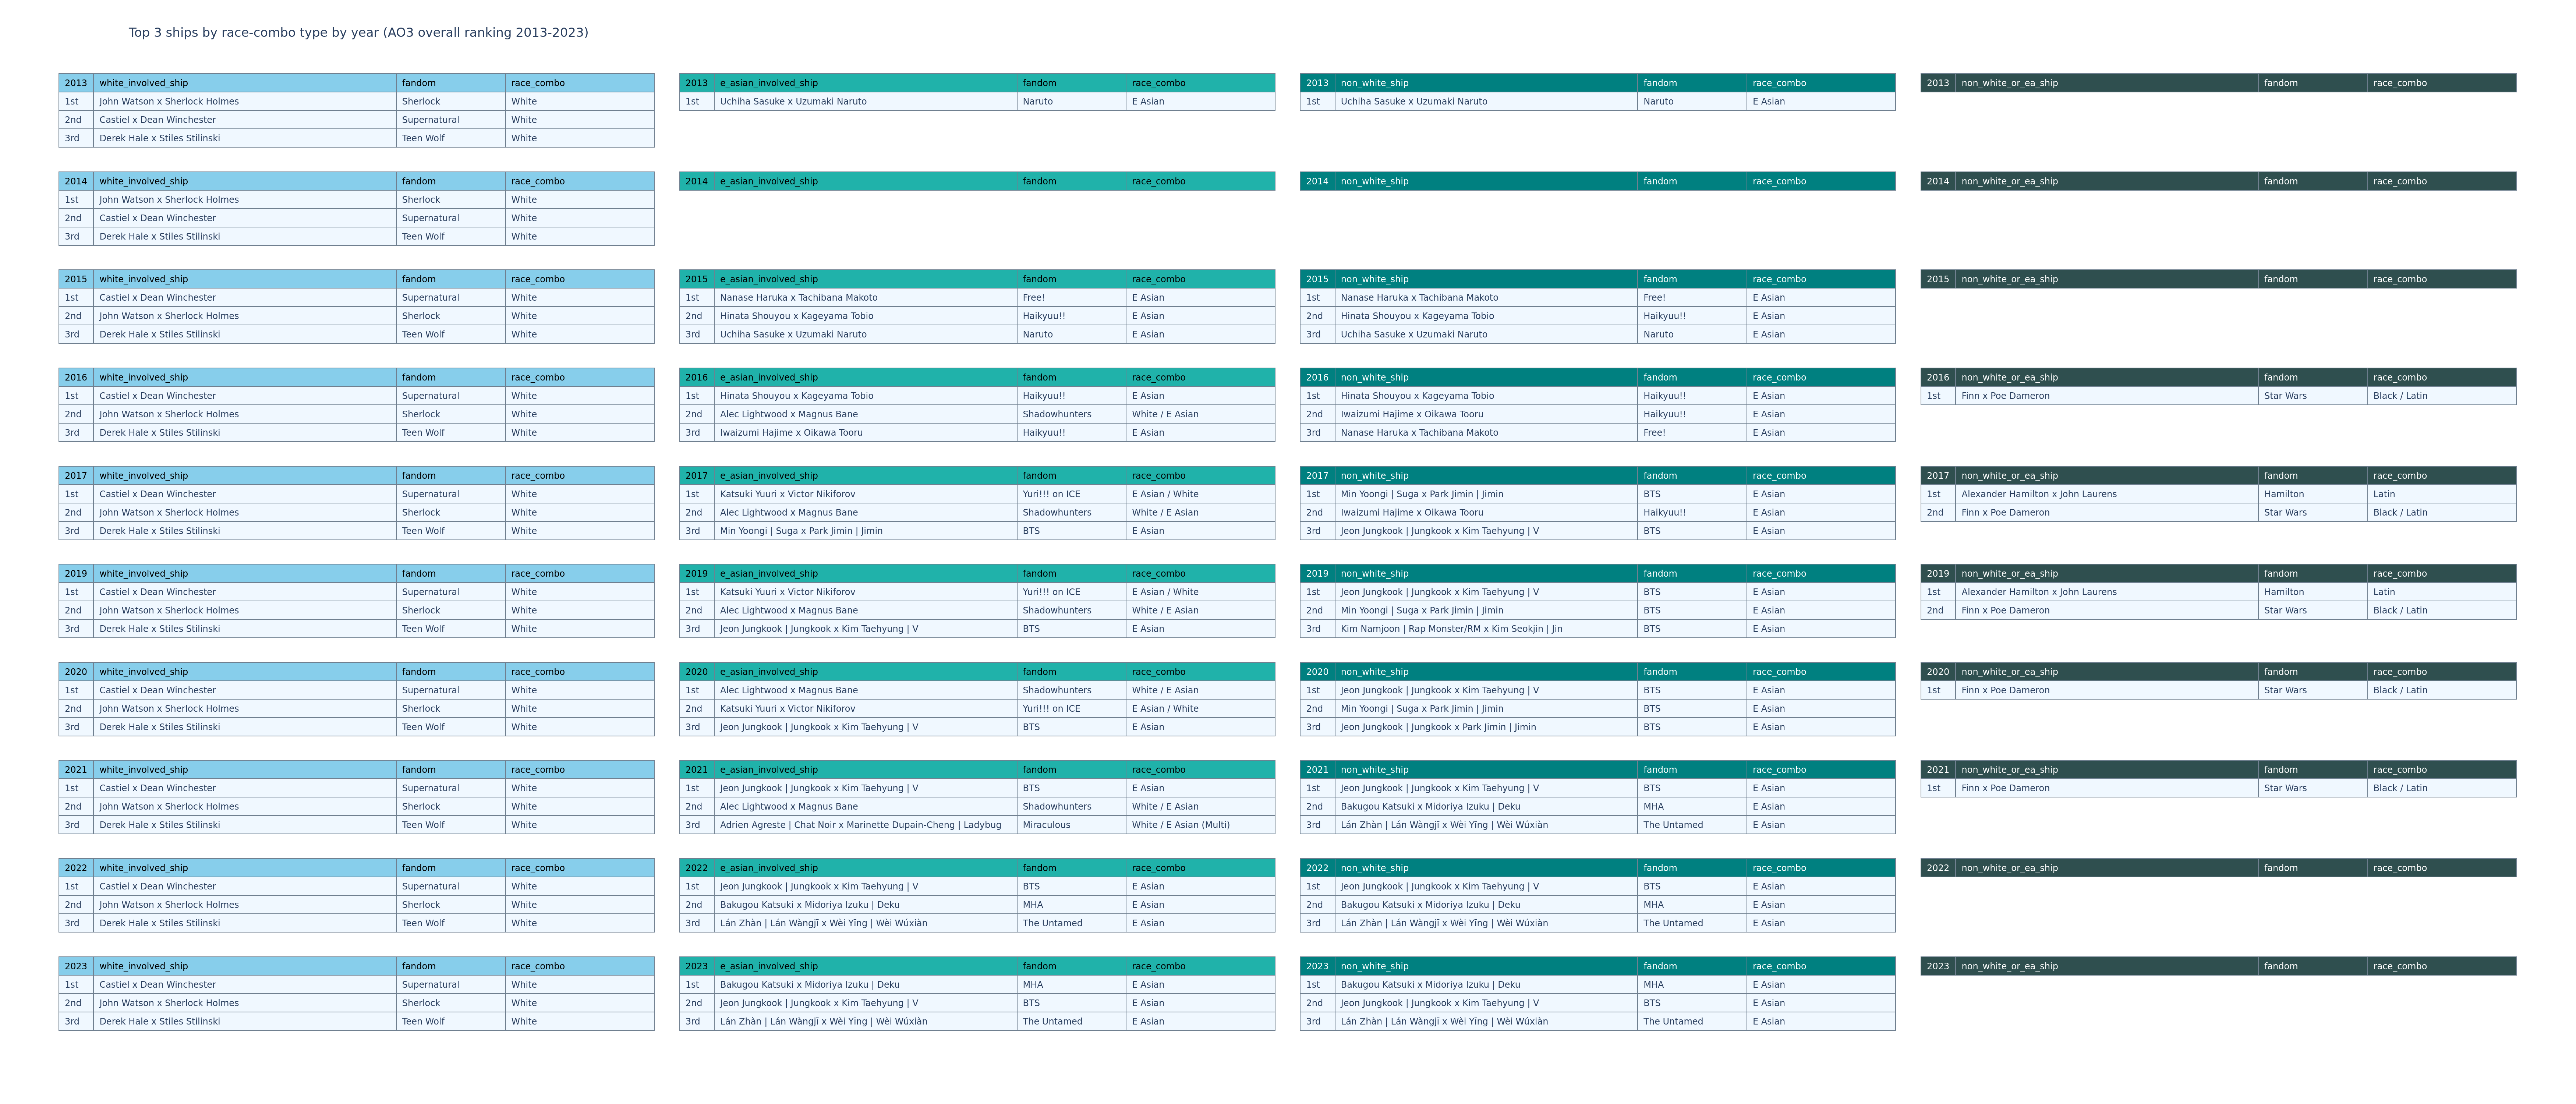 Top 3 ships by race-combo type by year (AO3 overall ranking 2013-2023)
2013 white_involved_ship fandom race_combo
1st John Watson x Sherlock Holmes Sherlock White
2nd Castiel x Dean Winchester Supernatural White
3rd Derek Hale x Stiles Stilinski Teen Wolf White
2013 e_asian_involved_ship fandom race_combo
1st Uchiha Sasuke x Uzumaki Naruto Naruto E Asian
2013 non_white_ship fandom race_combo
1st Uchiha Sasuke x Uzumaki Naruto Naruto E Asian
2013 non_white_or_ea_ship fandom race_combo
2014 white_involved_ship fandom race_combo
1st John Watson x Sherlock Holmes Sherlock White
2nd Castiel x Dean Winchester Supernatural White
3rd Derek Hale x Stiles Stilinski Teen Wolf White
2014 e_asian_involved_ship fandom race_combo
2014 non_white_ship fandom race_combo
2014 non_white_or_ea_ship fandom race_combo
2015 white_involved_ship fandom race_combo
1st Castiel x Dean Winchester Supernatural White
2nd John Watson x Sherlock Holmes Sherlock White
3rd Derek Hale x Stiles Stilinski Teen Wolf White
2015 e_asian_involved_ship fandom race_combo
1st Nanase Haruka x Tachibana Makoto Free! E Asian
2nd Hinata Shouyou x Kageyama Tobio Haikyuu!! E Asian
3rd Uchiha Sasuke x Uzumaki Naruto Naruto E Asian
2015 non_white_ship fandom race_combo
1st Nanase Haruka x Tachibana Makoto Free! E Asian
2nd Hinata Shouyou x Kageyama Tobio Haikyuu!! E Asian
3rd Uchiha Sasuke x Uzumaki Naruto Naruto E Asian
2015 non_white_or_ea_ship fandom race_combo
2016 white_involved_ship fandom race_combo
1st Castiel x Dean Winchester Supernatural White
2nd John Watson x Sherlock Holmes Sherlock White
3rd Derek Hale x Stiles Stilinski Teen Wolf White
2016 e_asian_involved_ship fandom race_combo
1st Hinata Shouyou x Kageyama Tobio Haikyuu!! E Asian
2nd Alec Lightwood x Magnus Bane Shadowhunters White / E Asian
3rd Iwaizumi Hajime x Oikawa Tooru Haikyuu!! E Asian
2016 non_white_ship fandom race_combo
1st Hinata Shouyou x Kageyama Tobio Haikyuu!! E Asian
2nd Iwaizumi Hajime x Oikawa Tooru Haikyuu!! E Asian
3rd Nanase Haruka x Tachibana Makoto Free! E Asian
2016 non_white_or_ea_ship fandom race_combo
1st Finn x Poe Dameron Star Wars Black / Latin
2017 white_involved_ship fandom race_combo
1st Castiel x Dean Winchester Supernatural White
2nd John Watson x Sherlock Holmes Sherlock White
3rd Derek Hale x Stiles Stilinski Teen Wolf White
2017 e_asian_involved_ship fandom race_combo
1st Katsuki Yuuri x Victor Nikiforov Yuri!!! on ICE E Asian / White
2nd Alec Lightwood x Magnus Bane Shadowhunters White / E Asian
3rd Min Yoongi | Suga x Park Jimin | Jimin BTS E Asian
2017 non_white_ship fandom race_combo
1st Min Yoongi | Suga x Park Jimin | Jimin BTS E Asian
2nd Iwaizumi Hajime x Oikawa Tooru Haikyuu!! E Asian
3rd Jeon Jungkook | Jungkook x Kim Taehyung | V BTS E Asian
2017 non_white_or_ea_ship fandom race_combo
1st Alexander Hamilton x John Laurens Hamilton Latin
2nd Finn x Poe Dameron Star Wars Black / Latin
2019 white_involved_ship fandom race_combo
1st Castiel x Dean Winchester Supernatural White
2nd John Watson x Sherlock Holmes Sherlock White
3rd Derek Hale x Stiles Stilinski Teen Wolf White
2019 e_asian_involved_ship fandom race_combo
1st Katsuki Yuuri x Victor Nikiforov Yuri!!! on ICE E Asian / White
2nd Alec Lightwood x Magnus Bane Shadowhunters White / E Asian
3rd Jeon Jungkook | Jungkook x Kim Taehyung | V BTS E Asian
2019 non_white_ship fandom race_combo
1st Jeon Jungkook | Jungkook x Kim Taehyung | V BTS E Asian
2nd Min Yoongi | Suga x Park Jimin | Jimin BTS E Asian
3rd Kim Namjoon | Rap Monster/RM x Kim Seokjin | Jin BTS E Asian
2019 non_white_or_ea_ship fandom race_combo
1st Alexander Hamilton x John Laurens Hamilton Latin
2nd Finn x Poe Dameron Star Wars Black / Latin
2020 white_involved_ship fandom race_combo
1st Castiel x Dean Winchester Supernatural White
2nd John Watson x Sherlock Holmes Sherlock White
3rd Derek Hale x Stiles Stilinski Teen Wolf White
2020 e_asian_involved_ship fandom race_combo
1st Alec Lightwood x Magnus Bane Shadowhunters White / E Asian
2nd Katsuki Yuuri x Victor Nikiforov Yuri!!! on ICE E Asian / White
3rd Jeon Jungkook | Jungkook x Kim Taehyung | V BTS E Asian
2020 non_white_ship fandom race_combo
1st Jeon Jungkook | Jungkook x Kim Taehyung | V BTS E Asian
2nd Min Yoongi | Suga x Park Jimin | Jimin BTS E Asian
3rd Jeon Jungkook | Jungkook x Park Jimin | Jimin BTS E Asian
2020 non_white_or_ea_ship fandom race_combo
1st Finn x Poe Dameron Star Wars Black / Latin
2021 white_involved_ship fandom race_combo
1st Castiel x Dean Winchester Supernatural White
2nd John Watson x Sherlock Holmes Sherlock White
3rd Derek Hale x Stiles Stilinski Teen Wolf White
2021 e_asian_involved_ship fandom race_combo
1st Jeon Jungkook | Jungkook x Kim Taehyung | V BTS E Asian
2nd Alec Lightwood x Magnus Bane Shadowhunters White / E Asian
3rd Adrien Agreste | Chat Noir x Marinette Dupain-Cheng | Ladybug Miraculous White / E Asian (Multi)
2021 non_white_ship fandom race_combo
1st Jeon Jungkook | Jungkook x Kim Taehyung | V BTS E Asian
2nd Bakugou Katsuki x Midoriya Izuku | Deku MHA E Asian
3rd Lán Zhàn | Lán Wàngjī x Wèi Yīng | Wèi Wúxiàn The Untamed E Asian
2021 non_white_or_ea_ship fandom race_combo
1st Finn x Poe Dameron Star Wars Black / Latin
2022 white_involved_ship fandom race_combo
1st Castiel x Dean Winchester Supernatural White
2nd John Watson x Sherlock Holmes Sherlock White
3rd Derek Hale x Stiles Stilinski Teen Wolf White
2022 e_asian_involved_ship fandom race_combo
1st Jeon Jungkook | Jungkook x Kim Taehyung | V BTS E Asian
2nd Bakugou Katsuki x Midoriya Izuku | Deku MHA E Asian
3rd Lán Zhàn | Lán Wàngjī x Wèi Yīng | Wèi Wúxiàn The Untamed E Asian
2022 non_white_ship fandom race_combo
1st Jeon Jungkook | Jungkook x Kim Taehyung | V BTS E Asian
2nd Bakugou Katsuki x Midoriya Izuku | Deku MHA E Asian
3rd Lán Zhàn | Lán Wàngjī x Wèi Yīng | Wèi Wúxiàn The Untamed E Asian
2022 non_white_or_ea_ship fandom race_combo
2023 white_involved_ship fandom race_combo
1st Castiel x Dean Winchester Supernatural White
2nd John Watson x Sherlock Holmes Sherlock White
3rd Derek Hale x Stiles Stilinski Teen Wolf White
2023 e_asian_involved_ship fandom race_combo
1st Bakugou Katsuki x Midoriya Izuku | Deku MHA E Asian
2nd Jeon Jungkook | Jungkook x Kim Taehyung | V BTS E Asian
3rd Lán Zhàn | Lán Wàngjī x Wèi Yīng | Wèi Wúxiàn The Untamed E Asian
2023 non_white_ship fandom race_combo
1st Bakugou Katsuki x Midoriya Izuku | Deku MHA E Asian
2nd Jeon Jungkook | Jungkook x Kim Taehyung | V BTS E Asian
3rd Lán Zhàn | Lán Wàngjī x Wèi Yīng | Wèi Wúxiàn The Untamed E Asian
2023 non_white_or_ea_ship fandom race_combo